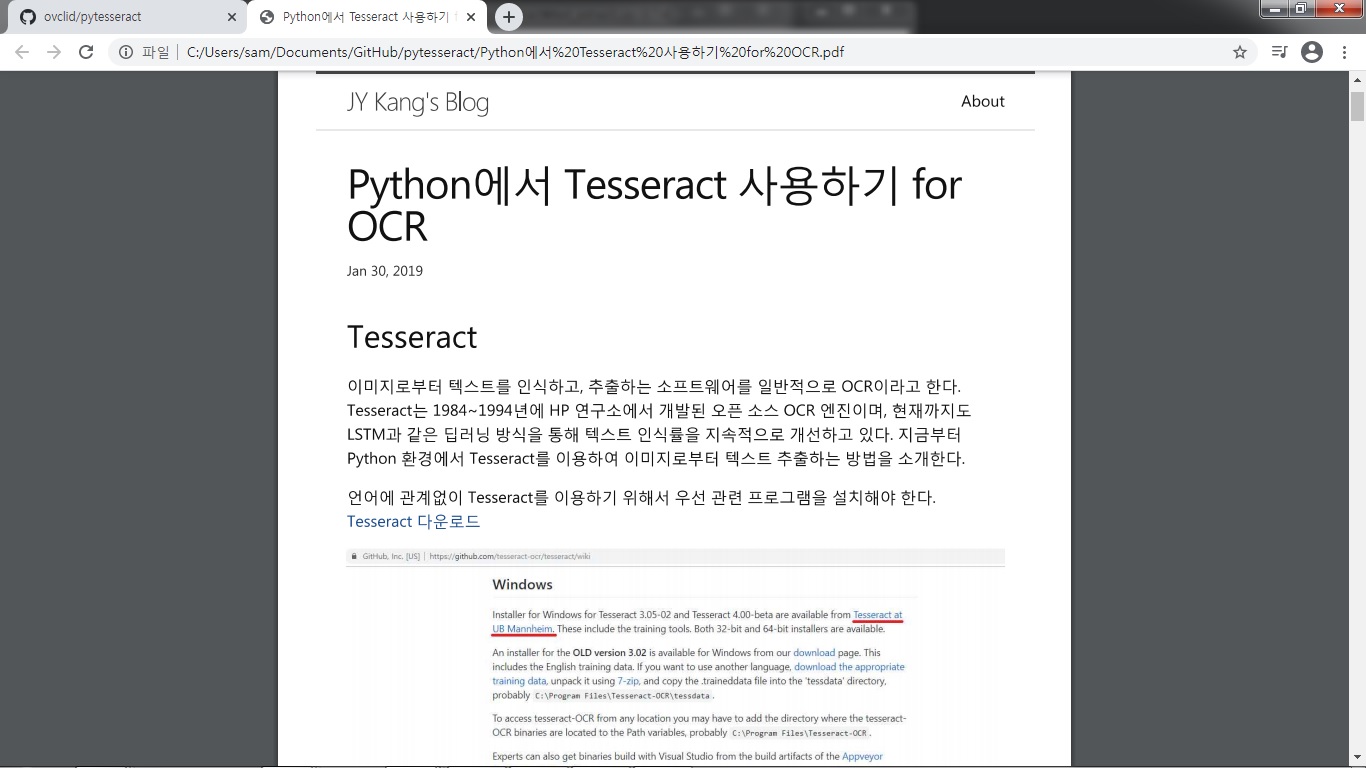 ovclid/pytesseract
Python에서 Tesseract 사용하기 f
파일 C:/Users/sam/Documents/GitHub/pytesseract/Python에서%20Tesseract%20사용하기%20for%20OCR.pdf
JY Kang's Blog
About
Python에서 Tesseract 사용하기 for
OCR
Jan 30, 2019
Tesseract
이미지로부터 텍스트를 인식하고, 추출하는 소프트웨어를 일반적으로 OCR이라고 한다.
Tesseract는 1984~1994년에 HP 연구소에서 개발된 오픈 소스 OCR 엔진이며, 현재까지도
LSTM과 같은 딥러닝 방식을 통해 텍스트 인식률을 지속적으로 개선하고 있다. 지금부터
Python 환경에서 Tesseract를 이용하여 이미지로부터 텍스트 추출하는 방법을 소개한다.
언어에 관계없이 Tesseract를 이용하기 위해서 우선 관련 프로그램을 설치해야 한다.
Tesseract 다운로드
GitHub, Inc. [US] https://github.com/tesseract-ocr/tesseract/wiki
Windows
Installer for Windows for Tesseract 3.05-02 and Tesseract 4.00-beta are available from Tesseract at
UB Mannheim. These include the training tools. Both 32-bit and 64-bit installers are available.
An installer for the OLD version 3.02 is available for Windows from our download page. This
includes the English training data. If you want to use another language, download the appropriate
training data, unpack it using 7-zip, and copy the .traineddata file into the 'tessdata' directory,
probably C:\Program Files\Tesseract-OCR\tessdata.
To access tesseract-OCR from any location you may have to add the directory where the tesseract-
OCR binaries are located to the Path variables, probably C:\Program Files\Tesseract-OCR.
Experts can also get binaries build with Visual Studio from the build artifacts of the Appveyor